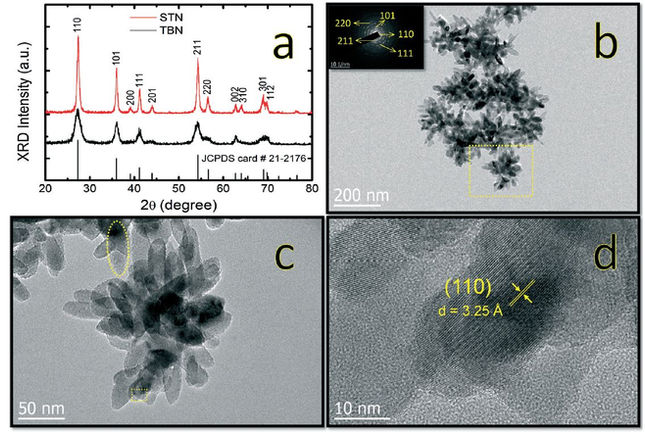 a
STN
TBN
110
101
200
111
201
211
220
002
310
301
112
JCPDS card # 21-2176
XRD Intensity (a.u.)
20 30 40 50 60 70 80
2θ (degree)
b
220
101
110
211
111
10 1/nm
200 nm
c
50 nm
d
(110)
d = 3.25 Å
10 nm